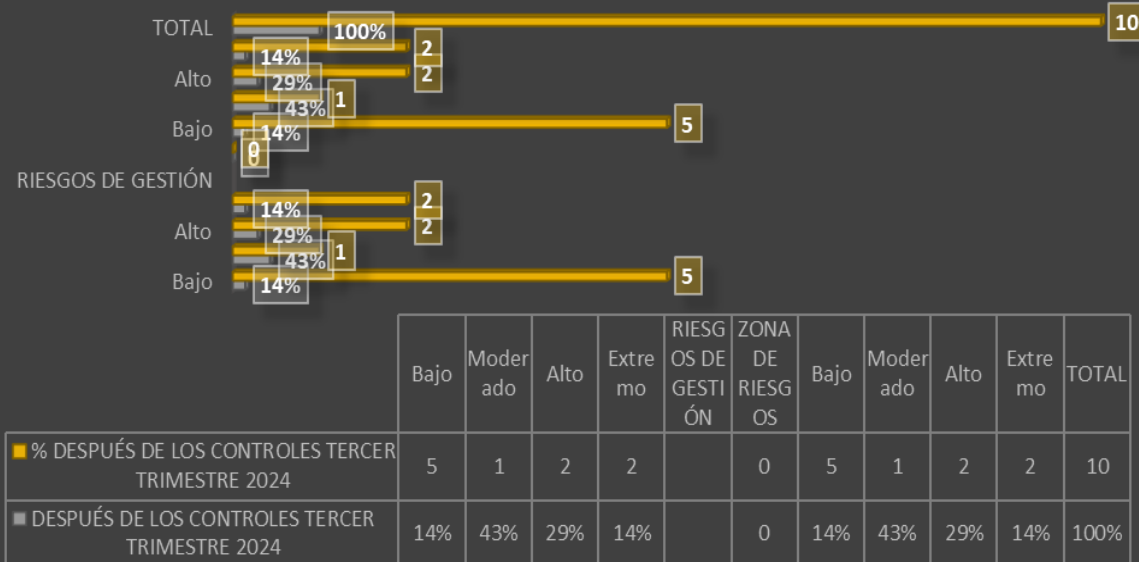 TOTAL
10
100%
2
14%
Alto
2
29%
1
43%
Bajo
5
14%
0
0
RIESGOS DE GESTIÓN
2
14%
Alto
2
29%
1
43%
Bajo
5
14%
Bajo Moder ado Alto Extre mo RIESG OS DE GESTI ÓN ZONA DE RIESG OS Bajo Moder ado Alto Extre mo TOTAL
% DESPUÉS DE LOS CONTROLES TERCER
TRIMESTRE 2024
5 1 2 2 0 5 1 2 2 10
DESPUÉS DE LOS CONTROLES TERCER
TRIMESTRE 2024
14% 43% 29% 14% 0 14% 43% 29% 14% 100%